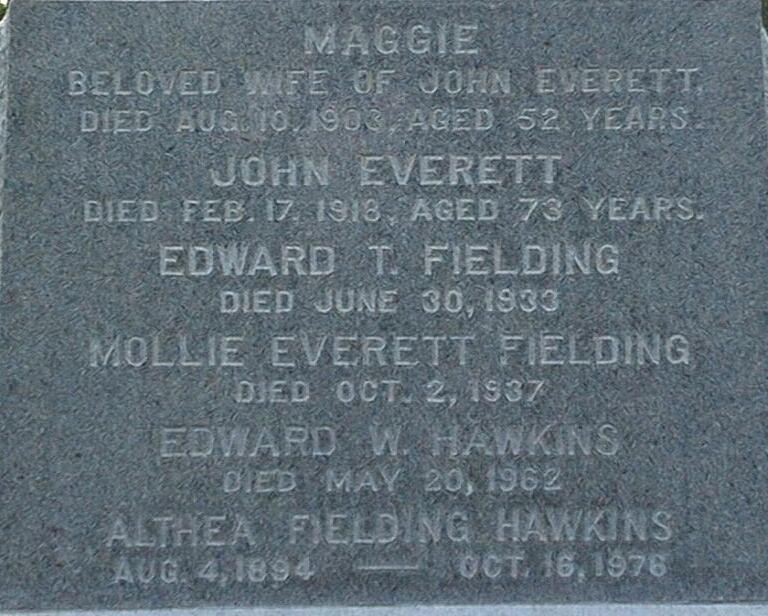 MAGGIE
BELOVED WIFE OF JOHN EVERETT,
DIED AUG. 10, 1903, AGED 52 YEARS.
JOHN EVERETT
DIED FEB. 17, 1918, AGED 73 YEARS.
EDWARD T. FIELDING
DIED JUNE 30, 1933
MOLLIE EVERETT FIELDING
DIED OCT. 2, 1937
EDWARD W. HAWKINS
DIED MAY 20, 1962
ALTHEA FIELDING HAWKINS
AUG. 4, 1894 — OCT. 16, 1976